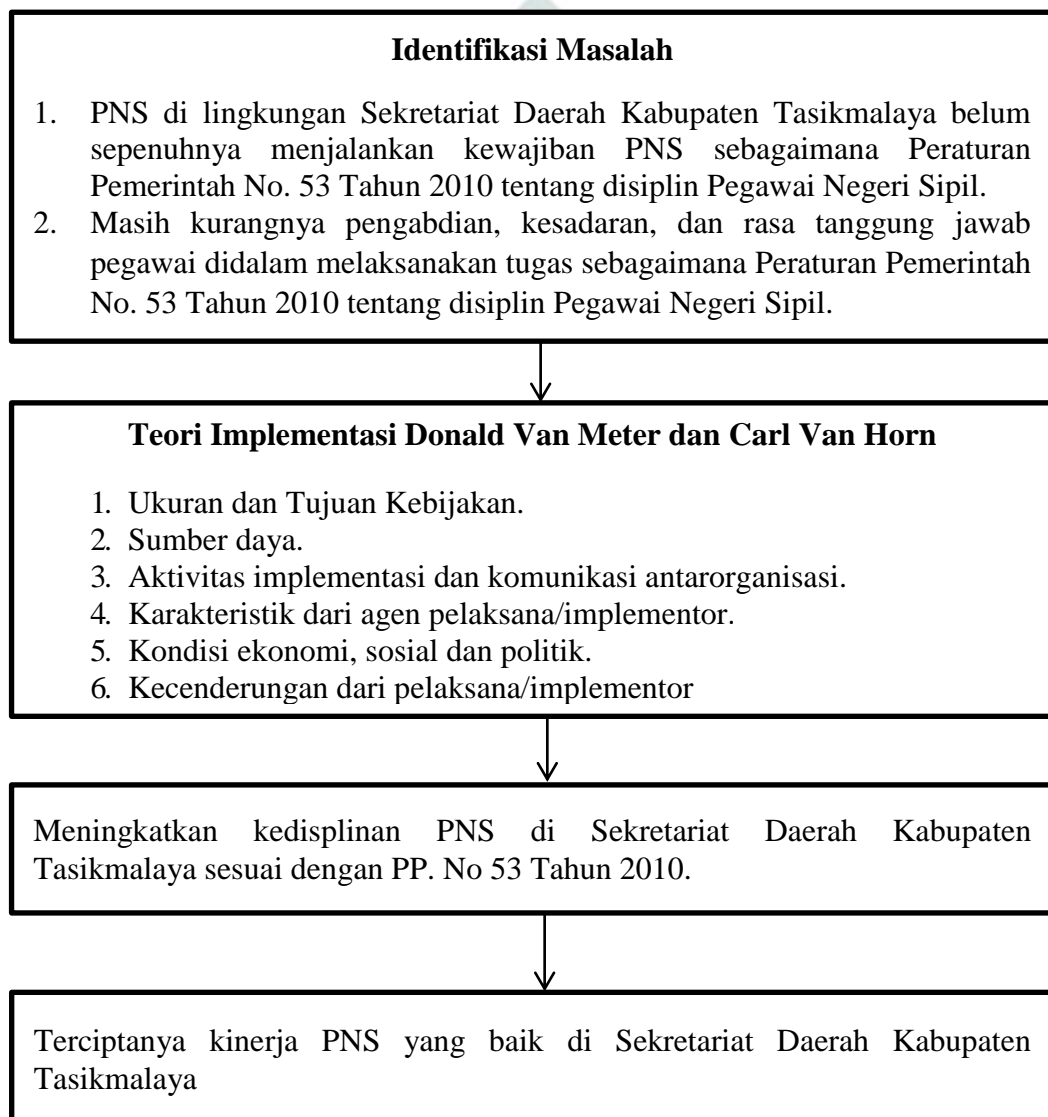 Identifikasi Masalah
1. PNS di lingkungan Sekretariat Daerah Kabupaten Tasikmalaya belum
sepenuhnya menjalankan kewajiban PNS sebagaimana Peraturan
Pemerintah No. 53 Tahun 2010 tentang disiplin Pegawai Negeri Sipil.
2. Masih kurangnya pengabdian, kesadaran, dan rasa tanggung jawab
pegawai didalam melaksanakan tugas sebagaimana Peraturan Pemerintah
No. 53 Tahun 2010 tentang disiplin Pegawai Negeri Sipil.
Teori Implementasi Donald Van Meter dan Carl Van Horn
1. Ukuran dan Tujuan Kebijakan.
2. Sumber daya.
3. Aktivitas implementasi dan komunikasi antarorganisasi.
4. Karakteristik dari agen pelaksana/implementor.
5. Kondisi ekonomi, sosial dan politik.
6. Kecenderungan dari pelaksana/implementor
Meningkatkan kedisplinan PNS di Sekretariat Daerah Kabupaten
Tasikmalaya sesuai dengan PP. No 53 Tahun 2010.
Terciptanya kinerja PNS yang baik di Sekretariat Daerah Kabupaten
Tasikmalaya